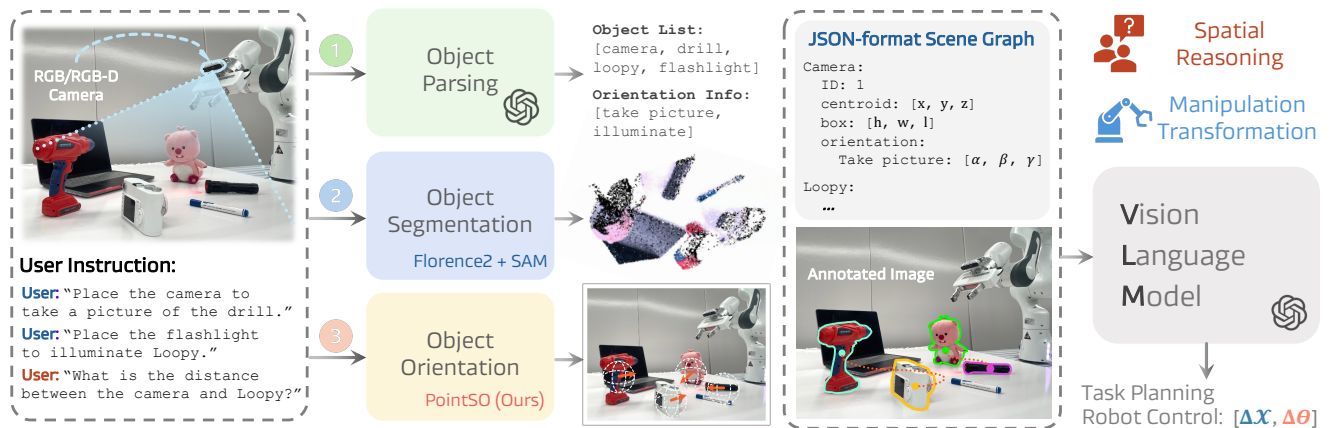 RGB/RGB-D
Camera
User Instruction:
User: “Place the camera to
take a picture of the drill.”
User: “Place the flashlight
to illuminate Loopy.”
User: “What is the distance
between the camera and Loopy?”
1
Object
Parsing
2
Object
Segmentation
Florence2 + SAM
3
Object
Orientation
PointSO (Ours)
Object List:
[camera, drill,
loopy, flashlight]
Orientation Info:
[take picture,
illuminate]
JSON-format Scene Graph
Camera:
ID: 1
centroid: [x, y, z]
box: [h, w, l]
orientation:
Take picture: [α, β, γ]
Loopy:
...
Annotated Image
Spatial
Reasoning
Manipulation
Transformation
Vision
Language
Model
Task Planning
Robot Control: [ΔX, ΔΘ]